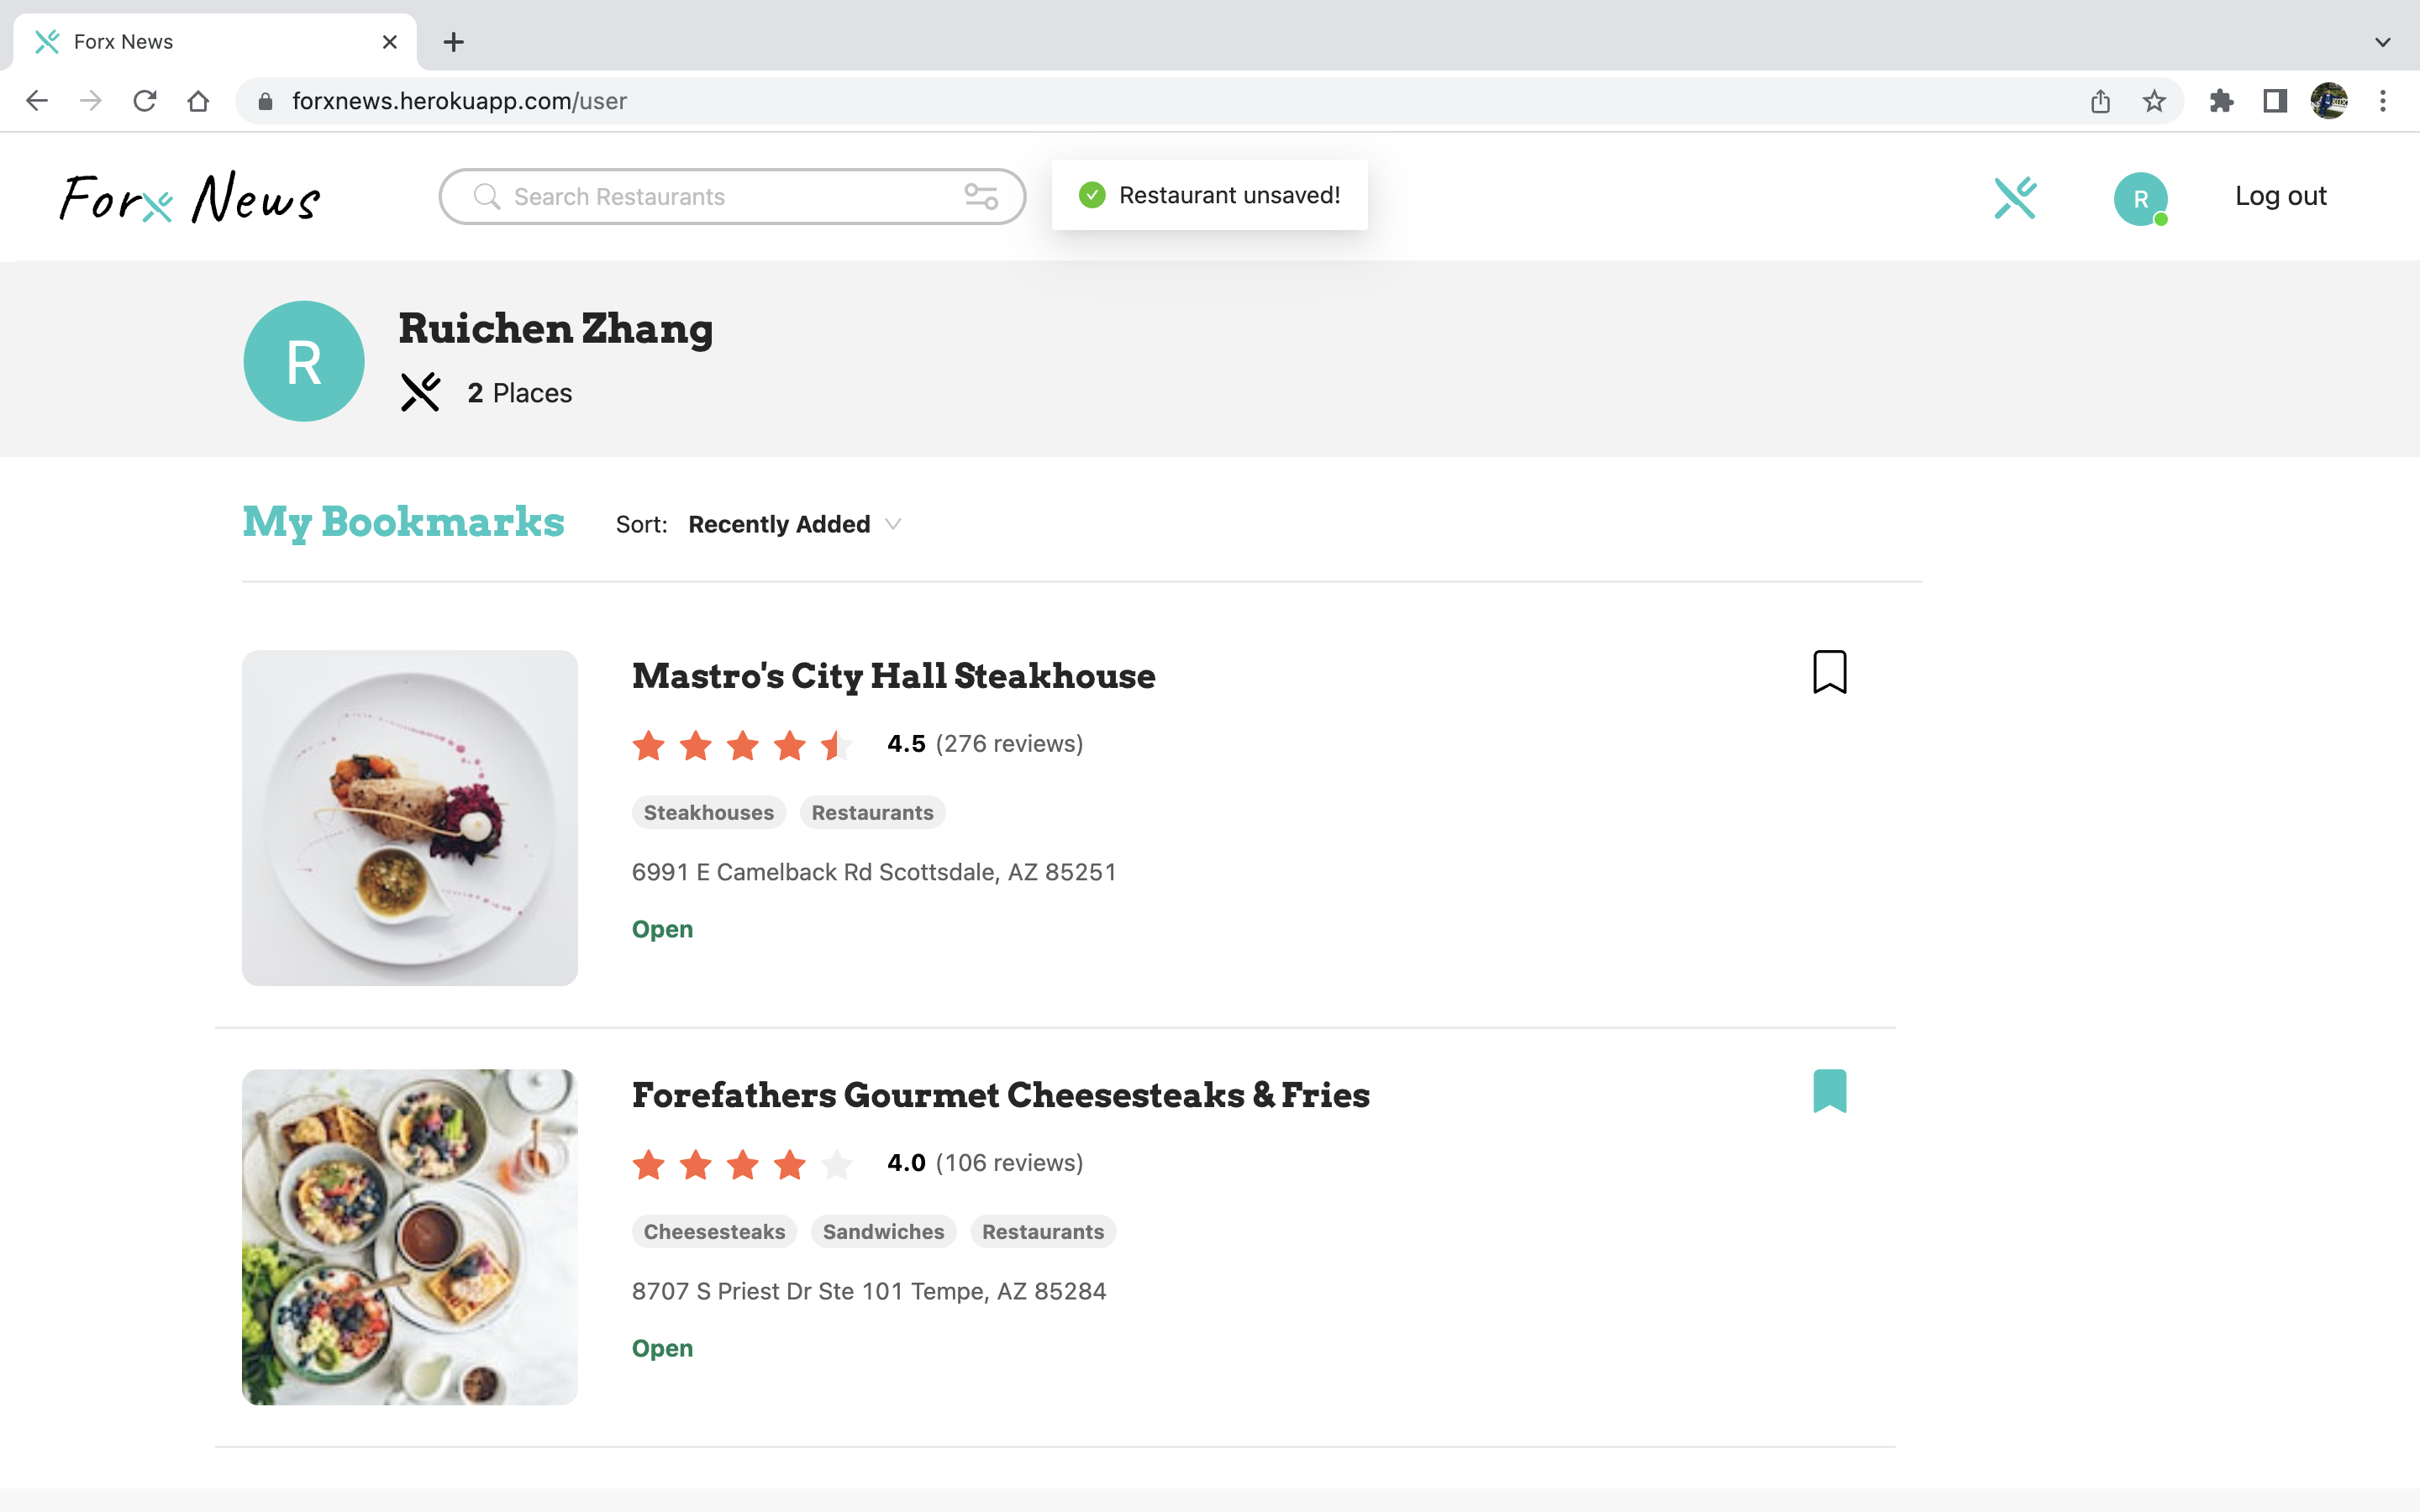 Forx News
forxnews.herokuapp.com/user
Forx News
Search Restaurants
Restaurant unsaved!
R
Log out
R
Ruichen Zhang
2 Places
My Bookmarks
Sort: Recently Added
Mastro's City Hall Steakhouse
4.5 (276 reviews)
Steakhouses Restaurants
6991 E Camelback Rd Scottsdale, AZ 85251
Open
Forefathers Gourmet Cheesesteaks & Fries
4.0 (106 reviews)
Cheesesteaks Sandwiches Restaurants
8707 S Priest Dr Ste 101 Tempe, AZ 85284
Open